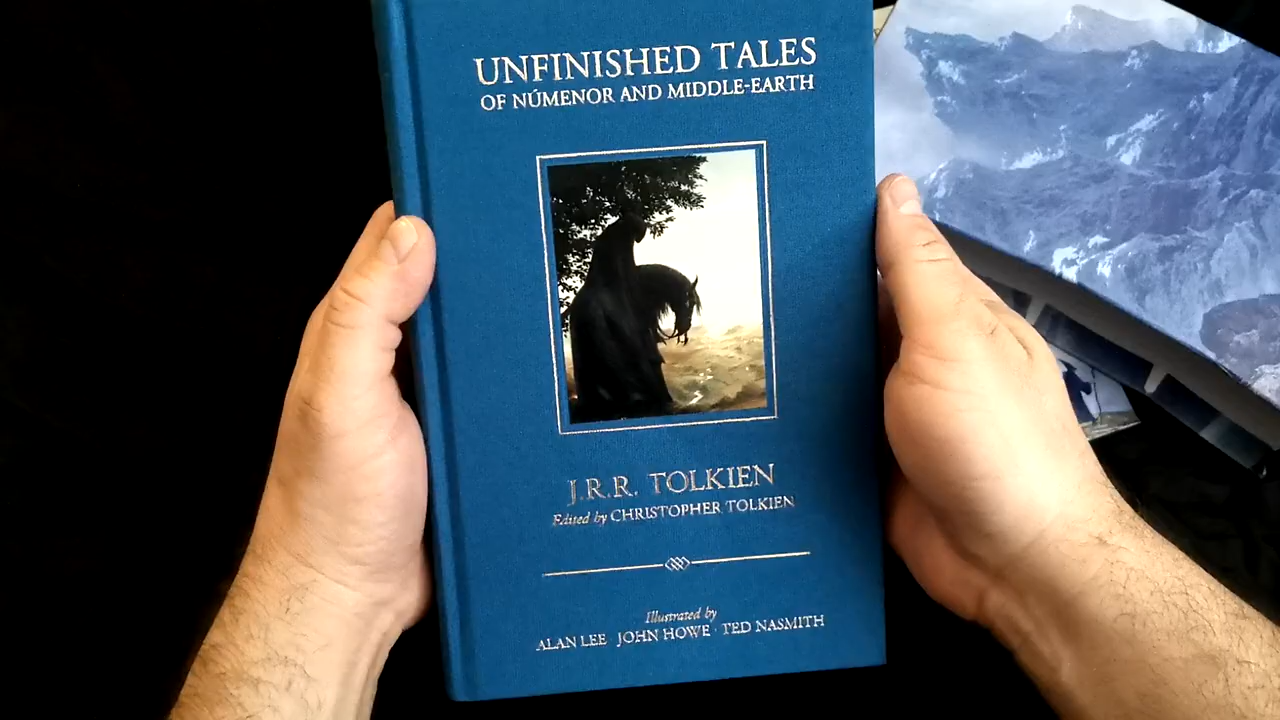 UNFINISHED TALES
OF NÚMENOR AND MIDDLE-EARTH
J.R.R. TOLKIEN
Edited by CHRISTOPHER TOLKIEN
Illustrated by
ALAN LEE · JOHN HOWE · TED NASMITH